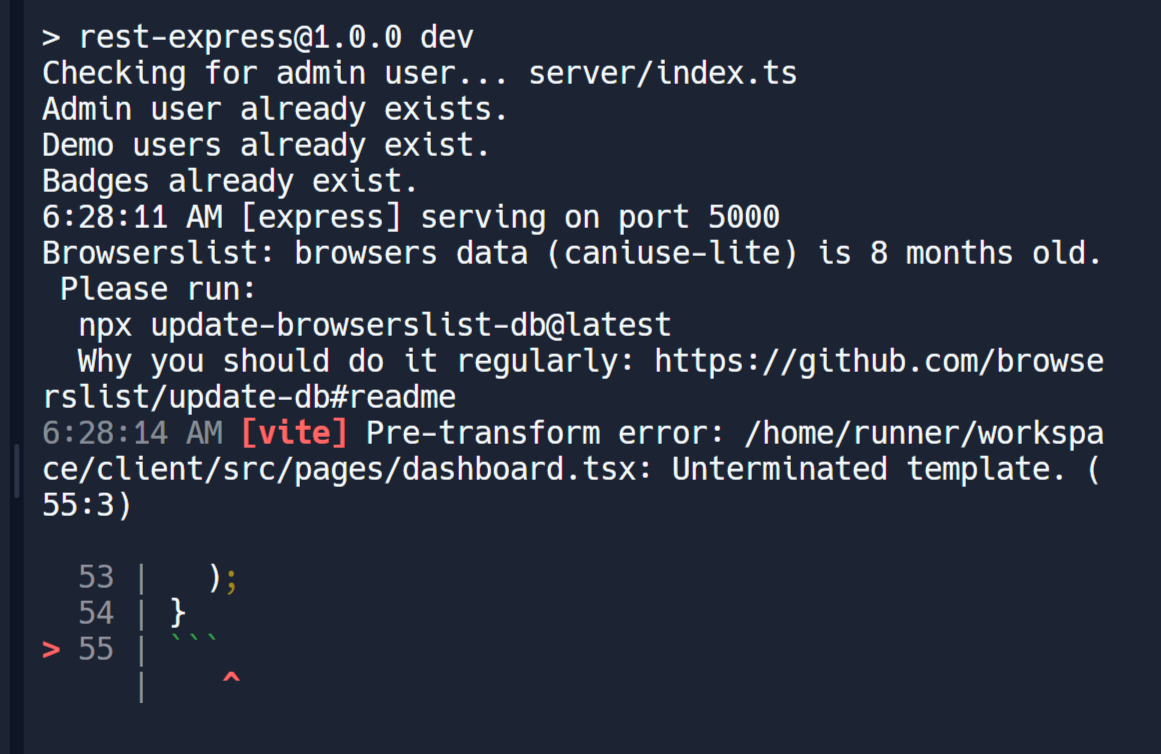 > rest-express@1.0.0 dev
Checking for admin user... server/index.ts
Admin user already exists.
Demo users already exist.
Badges already exist.
6:28:11 AM [express] serving on port 5000
Browserslist: browsers data (caniuse-lite) is 8 months old.
 Please run:
  npx update-browserslist-db@latest
  Why you should do it regularly: https://github.com/browse
rslist/update-db#readme
6:28:14 AM [vite] Pre-transform error: /home/runner/workspa
ce/client/src/pages/dashboard.tsx: Unterminated template. (
55:3)
  53 |   );
  54 | }
> 55 | ```
     |    ^